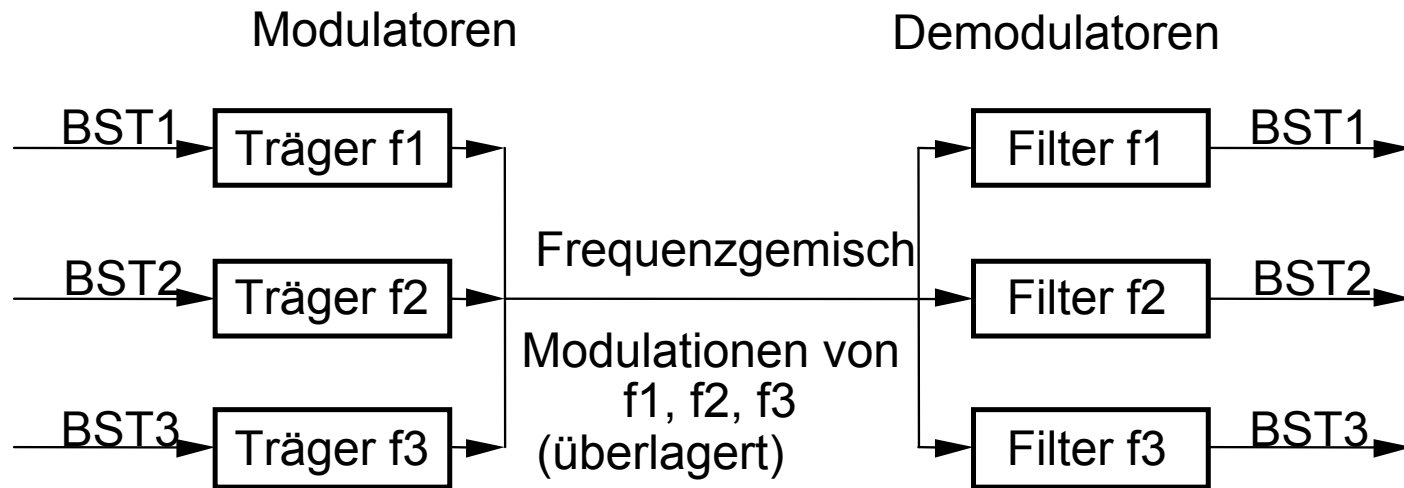 Modulatoren
Demodulatoren
BST1
Träger f1
Filter f1
BST1
Frequenzgemisch
BST2
Träger f2
Filter f2
BST2
Modulationen von
f1, f2, f3
(überlagert)
BST3
Träger f3
Filter f3
BST3